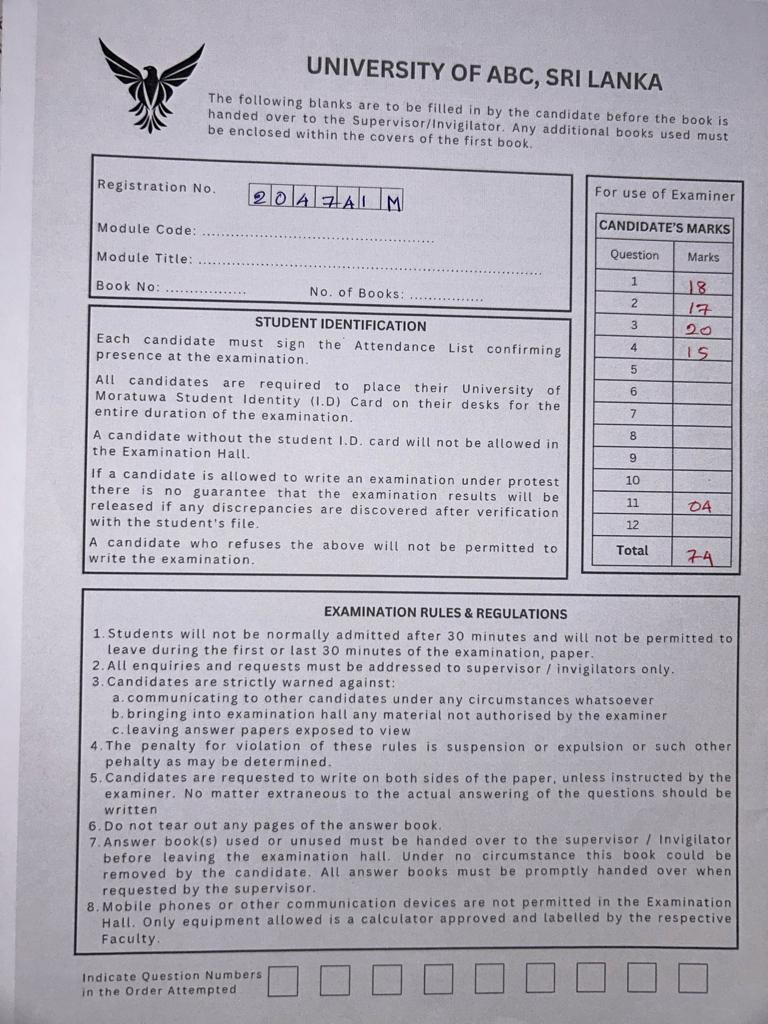 UNIVERSITY OF ABC, SRI LANKA
The following blanks are to be filled in by the candidate before the book is
handed over to the Supervisor/Invigilator. Any additional books used must
be enclosed within the covers of the first book.
Registration No. 204741M
Module Code: ........................................
Module Title: ............................................................
Book No: ................ No. of Books: ...............
For use of Examiner
CANDIDATE'S MARKS
Question Marks
1 18
2 17
3 20
4 15
5
6
7
8
9
10
11 04
12
Total 74
STUDENT IDENTIFICATION
Each candidate must sign the Attendance List confirming
presence at the examination.
All candidates are required to place their University of
Moratuwa Student Identity (I.D) Card on their desks for the
entire duration of the examination.
A candidate without the student I.D. card will not be allowed in
the Examination Hall.
If a candidate is allowed to write an examination under protest
there is no guarantee that the examination results will be
released if any discrepancies are discovered after verification
with the student's file.
A candidate who refuses the above will not be permitted to
write the examination.
EXAMINATION RULES & REGULATIONS
1. Students will not be normally admitted after 30 minutes and will not be permitted to
leave during the first or last 30 minutes of the examination, paper.
2. All enquiries and requests must be addressed to supervisor / invigilators only.
3. Candidates are strictly warned against:
a. communicating to other candidates under any circumstances whatsoever
b. bringing into examination hall any material not authorised by the examiner
c. leaving answer papers exposed to view
4. The penalty for violation of these rules is suspension or expulsion or such other
pehalty as may be determined.
5. Candidates are requested to write on both sides of the paper, unless instructed by the
examiner. No matter extraneous to the actual answering of the questions should be
written
6. Do not tear out any pages of the answer book.
7. Answer book(s) used or unused must be handed over to the supervisor / Invigilator
before leaving the examination hall. Under no circumstance this book could be
removed by the candidate. All answer books must be promptly handed over when
requested by the supervisor.
8. Mobile phones or other communication devices are not permitted in the Examination
Hall. Only equipment allowed is a calculator approved and labelled by the respective
Faculty.
Indicate Question Numbers
in the Order Attempted